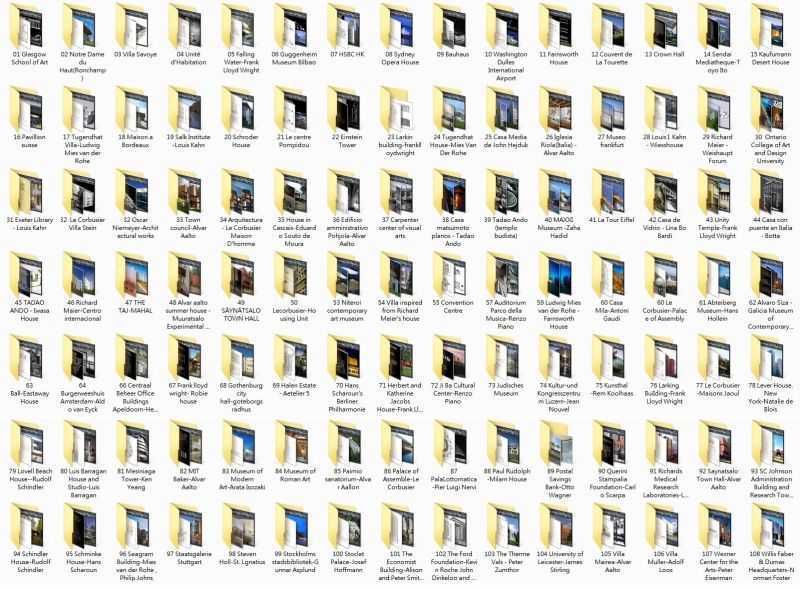 01 Glasgow
School of Art
02 Notre Dame
du
Haut(Ronchamp
)
03 Villa Savoye
04 Unité
d'Habitation
05 Falling
Water-Frank
Lloyd Wright
06 Guggenheim
Museum Bilbao
07 HSBC HK
08 Sydney
Opera House
09 Bauhaus
10 Washington
Dulles
International
Airport
11 Farnsworth
House
12 Couvent de
La Tourette
13 Crown Hall
14 Sendai
Mediatheque-T
oyo Ito
15 Kaufumann
Desert House
16 Pavillion
suisse
17 Tugendhat
Villa-Ludwig
Mies van der
Rohe
18 Maison a
Bordeaux
19 Salk Institute
-Louis Kahn
20 Schroder
House
21 Le centre
Pompidou
22 Einstein
Tower
23 Larkin
building-frankll
oydwright
24 Tugendhat
House-Mies Van
Der Rohe
25 Casa Media
de John Hejduk
26 Iglesia
Riola(Italia) -
Alvar Aalto
27 Museo
frankfurt
28 Louis1 Kahn
- Wiesshouse
29 Richard
Meier -
Weishaupt
Forum
30 Ontario
College of Art
and Design
University
31 Exeter Library
- Louis Kahn
32 Le Corbusier
Villa Stein
32 Oscar
Niemeyer-Archit
ectural works
33 Town
council-Alvar
Aalto
34 Arquitectura
- Le Corbusier
Maison
D'homme
35 House in
Cascais-Eduard
o Souto de
Moura
36 Edificio
amministrativo
Pohjola-Alvar
Aalto
37 Carpenter
center of visual
arts
38 Casa
matsumoto
planos - Tadao
Ando
39 Tadao Ando
(templo
budista)
40 MAXXI
Museum -Zaha
Hadid
41 La Tour Eiffel
42 Casa de
Vidrio - Lina Bo
Bardi
43 Unity
Temple-Frank
Lloyd Wright
44 Casa con
puente en Italia
- Botta
45 TADAO
ANDO - Iwasa
House
46 Richard
Maier-Centro
internacional
47 THE
TAJ-MAHAL
48 Alvar aalto
summer house -
Muuratsalo
Experimental ...
49
SÄYNÄTSALO
TOWN HALL
50
Lecorbusier-Ho
using Unit
53 Niteroi
contemporary
art museum
54 Villa inspired
from Richard
Meier's house
55 Convention
Centre
57 Auditorium
Parco della
Musica-Renzo
Piano
59 Ludwig Mies
van der Rohe -
Farnsworth
House
60 Casa
Mila-Antoni
Gaudi
60 Le
Corbusier-Palac
e of Assembly
61 Abteiberg
Museum-Hans
Hollein
62 Alvaro Siza -
Galicia Museum
of
Contemporary...
63
Ball-Eastaway
House
64
Burgerweeshuis
Amsterdam-Ald
o van Eyck
66 Centraal
Beheer Office
Buildings
Apeldoorn-He...
67 Frank lloyd
wright- Robie
house
68 Gothenburg
city
hall-goteborgs
radhus
69 Halen Estate
- Aetelier 5
70 Hans
Scharoun's
Berliner
Philharmonie
71 Herbert and
Katherine
Jacobs
House-Frank Ll...
72 Ji Ba Cultural
Center-Renzo
Piano
73 Judisches
Museum
74 Kultur-und
Kongresszentru
m Luzern-Jean
Nouvel
75 Kunsthal
-Rem Koolhaas
76 Larking
Building-Frank
Lloyd Wright
77 Le Corbusier
-Maisons Jaoul
78 Lever House,
New
York-Natalie de
Blois
79 Lovell Beach
House--Rudolf
Schindler
80 Luis Barragan
House and
Studio-Luis
Barragan
81 Mesiniaga
Tower-Ken
Yeang
82 MIT
Baker-Alvar
Aalto
83 Museum of
Modern
Art-Arata Isozaki
84 Museum of
Roman Art
85 Paimio
sanatorium-Alva
r Aallon
86 Palace of
Assemble-Le
Corbusier
87
PalaLottomatica
-Pier Luigi Nervi
88 Paul Rudolph
-Milam House
89 Postal
Savings
Bank-Otto
Wagner
90 Querini
Stampalia
Foundation-Carl
o Scarpa
91 Richards
Medical
Research
Laboratories-L...
92 Saynatsalo
Town Hall-Alvar
Aalto
93 SC Johnson
Administration
Building and
Research Tow...
94 Schindler
House-Rudolf
Schindler
95 Schminke
House-Hans
Scharoun
96 Seagram
Building-Mies
van der Rohe ,
Philip Johns
97 Staatsgalerie
Stuttgart
98 Steven
Holl-St. Lgnatius
99 Stockholms
stadsbibliotek-G
unnar Asplund
100 Stoclet
Palace-Josef
Hoffmann
101 The
Economist
Building-Alison
and Peter Smit...
102 The Ford
Foundation-Kevi
n Roche John
Dinkeloo and ...
103 The Therme
Vals - Peter
Zumthor
104 University of
Leicester-James
Stirling
105 Villa
Mairea-Alvar
Aalto
106 Villa
Muller-Adolf
Loos
107 Wexner
Center for the
Arts-Peter
Eiserman
108 Willis Faber
& Dumas
Headquarters-N
orman Foster